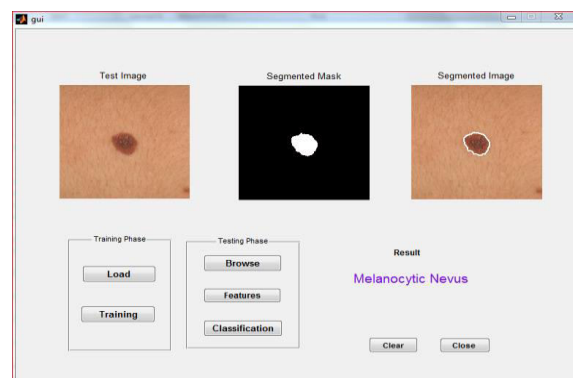 gui
Test Image
Segmented Mask
Segmented Image
Training Phase
Load
Training
Testing Phase
Browse
Features
Classification
Result
Melanocytic Nevus
Clear
Close